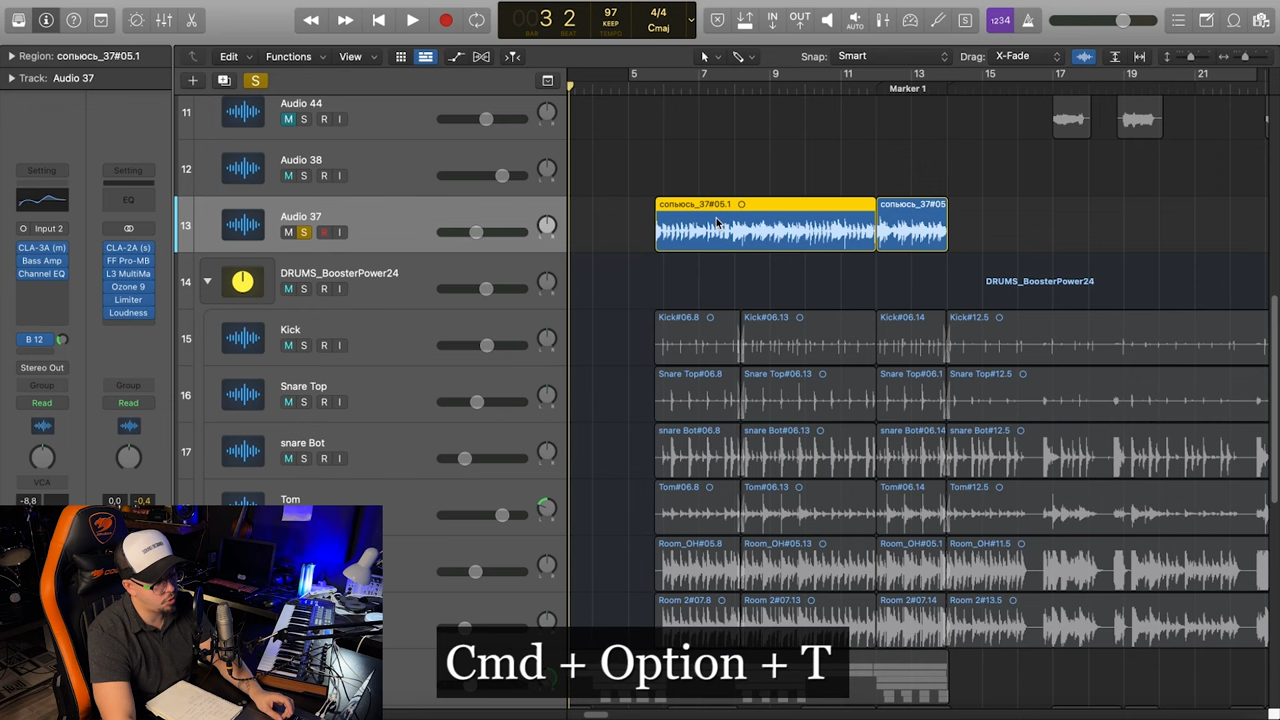 Region: сольюсь_37#05.1
Track: Audio 37
3 2
BAR BEAT
97
KEEP
TEMPO
4/4
Cmaj
IN
OUT
AUTO
S
1234
Edit
Functions
View
Snap: Smart
Drag: X-Fade
S
5 7 9 11 13 15 17 19 21
Marker 1
Setting
Setting
EQ
Input 2
CLA-3A (m)
Bass Amp
Channel EQ
CLA-2A (s)
FF Pro-MB
L3 MultiMa
Ozone 9
Limiter
Loudness
B 12
Stereo Out
Group
Group
Read
Read
VCA
-8,8
0,0
-0,4
11
Audio 44
M S R I
12
Audio 38
M S R I
13
Audio 37
M S R I
сопьюсь_37#05.1
сопьюсь_37#05
14
DRUMS_BoosterPower24
M S R I
DRUMS_BoosterPower24
15
Kick
M S R I
Kick#06.8
Kick#06.13
Kick#06.14
Kick#12.5
16
Snare Top
M S R I
Snare Top#06.8
Snare Top#06.13
Snare Top#06.1
Snare Top#12.5
17
snare Bot
M S R I
snare Bot#06.8
snare Bot#06.13
snare Bot#06.14
snare Bot#12.5
Tom
Tom#06.8
Tom#06.13
Tom#06.14
Tom#12.5
Room_OH#05.8
Room_OH#05.13
Room_OH#05.1
Room_OH#11.5
Room 2#07.8
Room 2#07.13
Room 2#07.14
Room 2#13.5
Cmd + Option + T
COUGAR